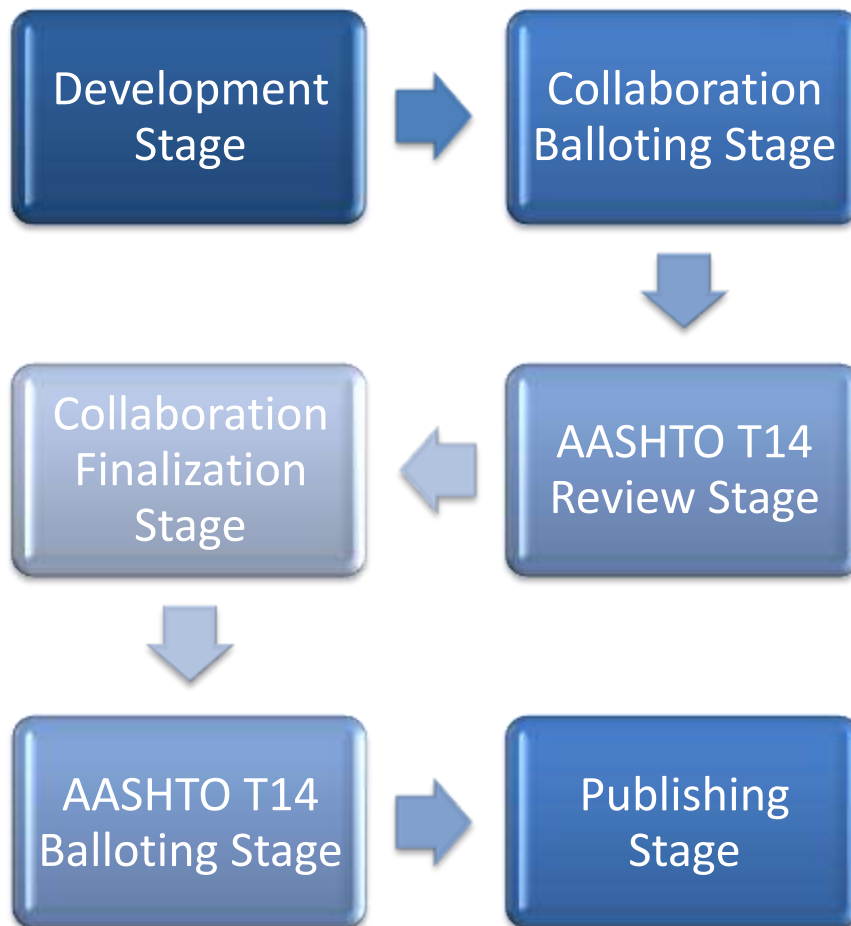 Development
Stage
Collaboration
Balloting Stage
AASHTO T14
Review Stage
Collaboration
Finalization
Stage
AASHTO T14
Balloting Stage
Publishing
Stage